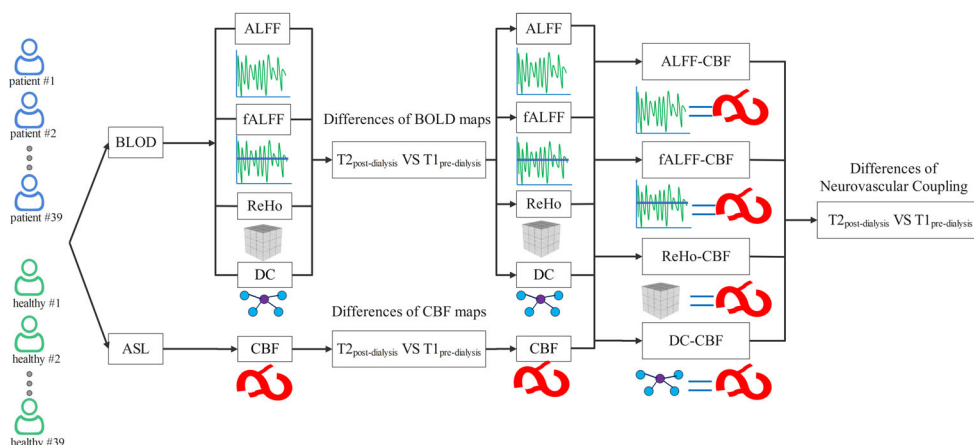 patient #1
patient #2
patient #39
healthy #1
healthy #2
healthy #39
BLOD
ASL
ALFF
fALFF
ReHo
DC
CBF
Differences of BOLD maps
T2post-dialysis VS T1pre-dialysis
Differences of CBF maps
T2post-dialysis VS T1pre-dialysis
ALFF
fALFF
ReHo
DC
CBF
ALFF-CBF
fALFF-CBF
ReHo-CBF
DC-CBF
Differences of
Neurovascular Coupling
T2post-dialysis VS T1pre-dialysis